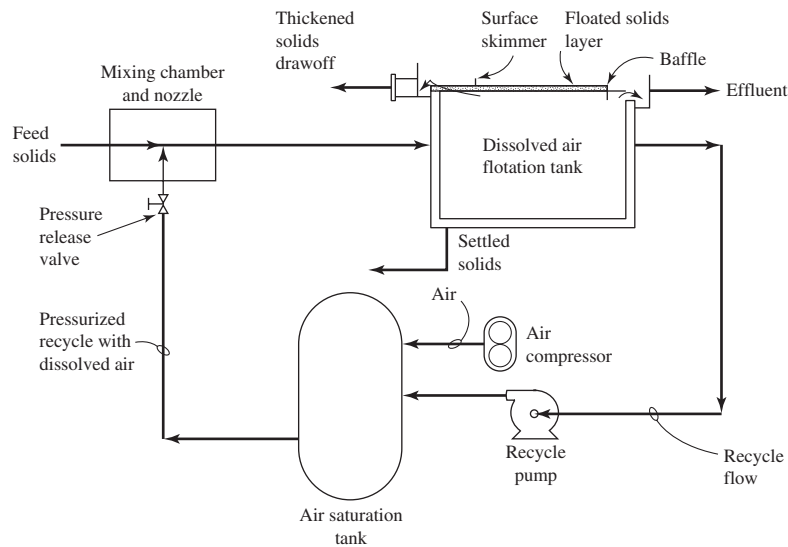 Thickened
solids
drawoff
Surface
skimmer
Floated solids
layer
Baffle
Effluent
Mixing chamber
and nozzle
Feed
solids
Dissolved air
flotation tank
Pressure
release
valve
Settled
solids
Air
Air
compressor
Pressurized
recycle with
dissolved air
Recycle
pump
Recycle
flow
Air saturation
tank